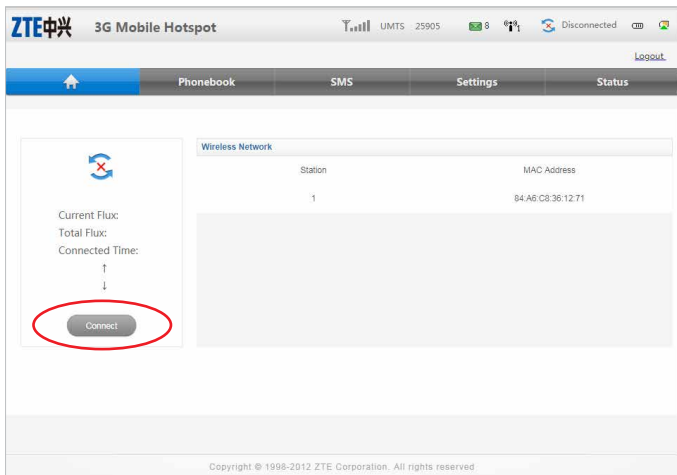 ZTE中兴 3G Mobile Hotspot UMTS 25905 8 1 Disconnected
Logout
Phonebook SMS Settings Status
Wireless Network
Station MAC Address
1 84:A6:C8:36:12:71
Current Flux:
Total Flux:
Connected Time:
↑
↓
Connect
Copyright © 1998-2012 ZTE Corporation. All rights reserved